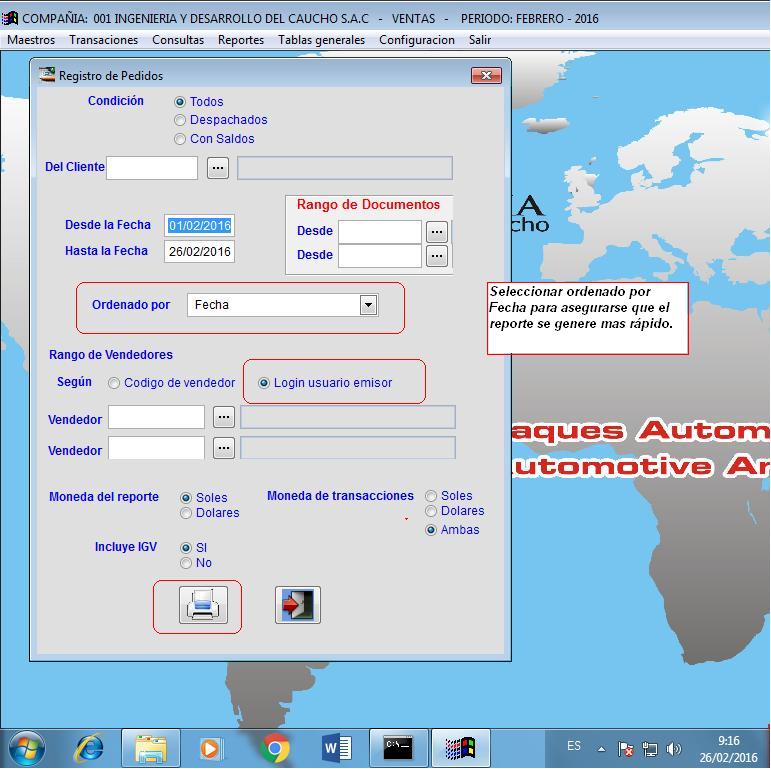 COMPAÑIA: 001 INGENIERIA Y DESARROLLO DEL CAUCHO S.A.C - VENTAS - PERIODO: FEBRERO - 2016
Maestros Transaciones Consultas Reportes Tablas generales Configuracion Salir
Registro de Pedidos
Condición
Todos
Despachados
Con Saldos
Del Cliente ...
Rango de Documentos
Desde la Fecha 01/02/2016
Desde ...
Hasta la Fecha 26/02/2016
Desde ...
A
cho
Ordenado por Fecha
Seleccionar ordenado por
Fecha para asegurarse que el
reporte se genere mas rápido.
Rango de Vendedores
Según Codigo de vendedor Login usuario emisor
Vendedor ...
Vendedor ...
aques Autom
utomotive Ar
Moneda del reporte
Soles
Dolares
Moneda de transacciones
Soles
Dolares
Ambas
Incluye IGV
SI
No
C:\
ES
9:16
26/02/2016